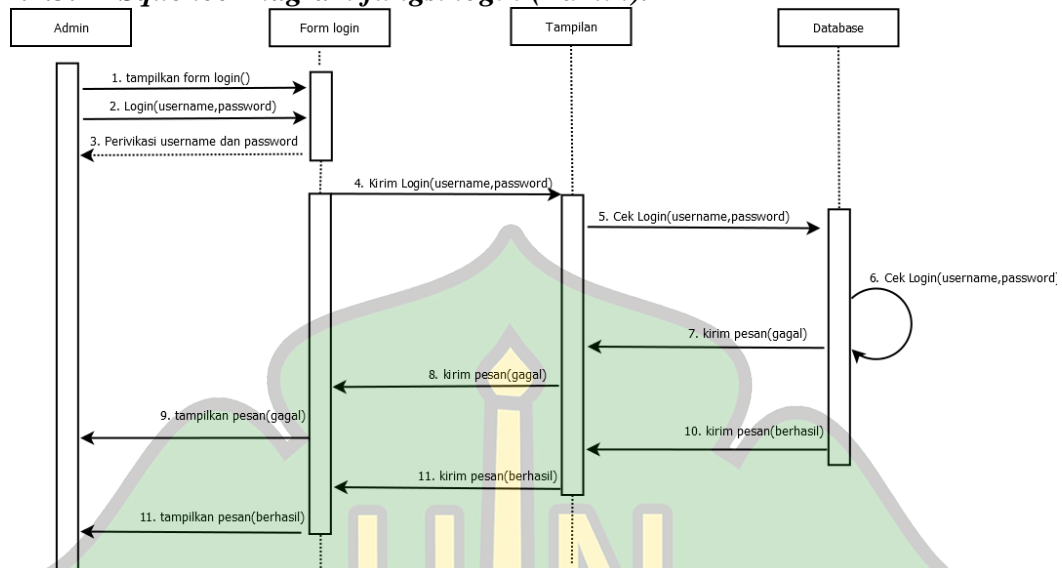 Admin
Form login
Tampilan
Database
1. tampilkan form login()
2. Login(username,password)
3. Perivikasi username dan password
4. Kirim Login(username,password)
5. Cek Login(username,password)
6. Cek Login(username,password)
7. kirim pesan(gagal)
8. kirim pesan(gagal)
9. tampilkan pesan(gagal)
10. kirim pesan(berhasil)
11. kirim pesan(berhasil)
11. tampilkan pesan(berhasil)
UIN